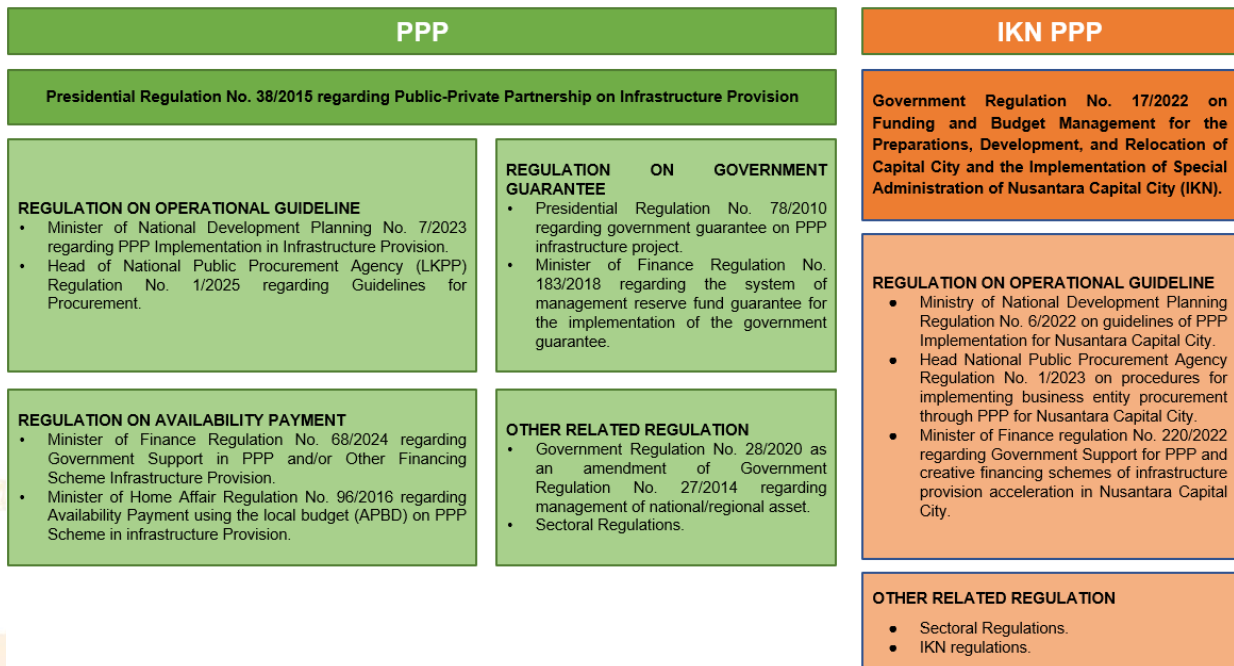 PPP
Presidential Regulation No. 38/2015 regarding Public-Private Partnership on Infrastructure Provision
REGULATION ON OPERATIONAL GUIDELINE
• Minister of National Development Planning No. 7/2023
regarding PPP Implementation in Infrastructure Provision.
• Head of National Public Procurement Agency (LKPP)
Regulation No. 1/2025 regarding Guidelines for
Procurement.
REGULATION ON GOVERNMENT
GUARANTEE
• Presidential Regulation No. 78/2010
regarding government guarantee on PPP
infrastructure project.
• Minister of Finance Regulation No.
183/2018 regarding the system of
management reserve fund guarantee for
the implementation of the government
guarantee.
REGULATION ON AVAILABILITY PAYMENT
• Minister of Finance Regulation No. 68/2024 regarding
Government Support in PPP and/or Other Financing
Scheme Infrastructure Provision.
• Minister of Home Affair Regulation No. 96/2016 regarding
Availability Payment using the local budget (APBD) on PPP
Scheme in infrastructure Provision.
OTHER RELATED REGULATION
• Government Regulation No. 28/2020 as
an amendment of Government
Regulation No. 27/2014 regarding
management of national/regional asset.
• Sectoral Regulations.
IKN PPP
Government Regulation No. 17/2022 on
Funding and Budget Management for the
Preparations, Development, and Relocation of
Capital City and the Implementation of Special
Administration of Nusantara Capital City (IKN).
REGULATION ON OPERATIONAL GUIDELINE
● Ministry of National Development Planning
Regulation No. 6/2022 on guidelines of PPP
Implementation for Nusantara Capital City.
● Head National Public Procurement Agency
Regulation No. 1/2023 on procedures for
implementing business entity procurement
through PPP for Nusantara Capital City.
● Minister of Finance regulation No. 220/2022
regarding Government Support for PPP and
creative financing schemes of infrastructure
provision acceleration in Nusantara Capital
City.
OTHER RELATED REGULATION
● Sectoral Regulations.
● IKN regulations.